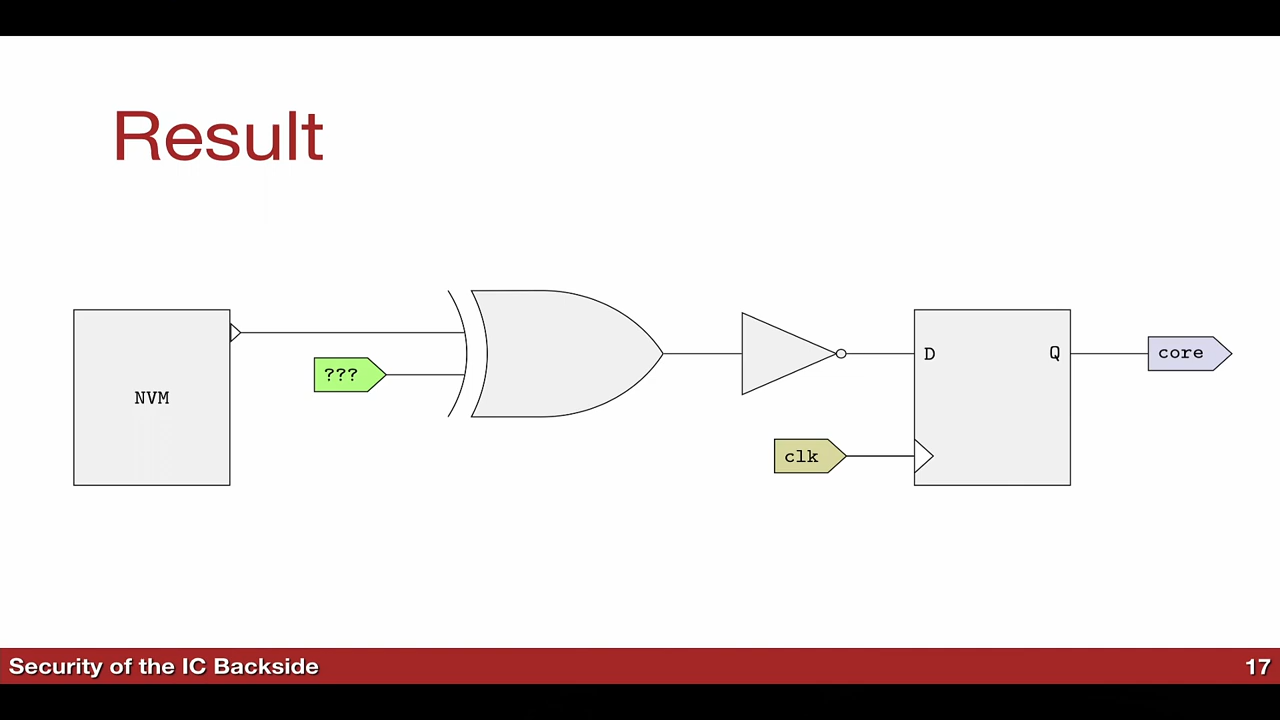 Result
NVM
???
clk
D
Q
core
Security of the IC Backside
17